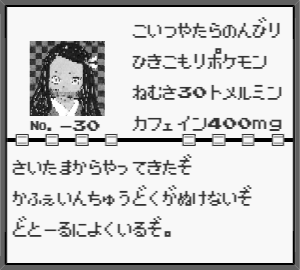 こいつやたらのんびり
ひきこもりポケモン
ねむさ30トメルミン
カフェイン400mg
No. -30
さいたまからやってきたぞ
かふぇいんちゅうどくがぬけないぞ
どとーるによくいるぞ。